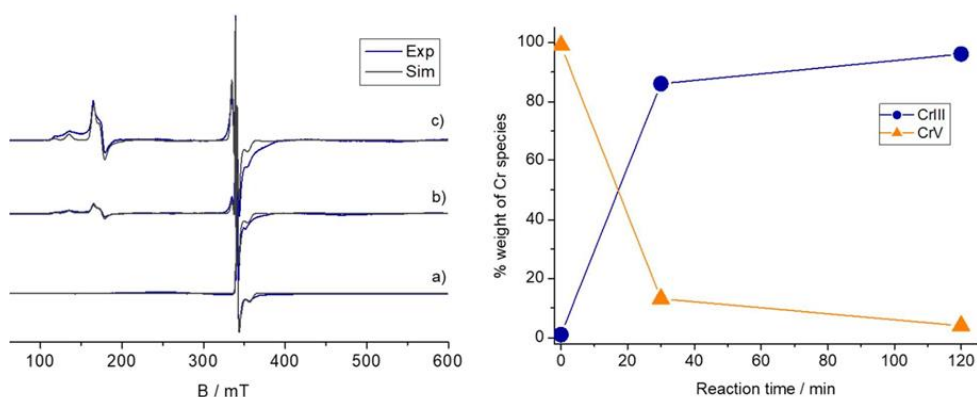 Exp
Sim
c)
b)
a)
100 200 300 400 500 600
B / mT
% weight of Cr species
100
80
60
40
20
0
CrIII
CrV
0 20 40 60 80 100 120
Reaction time / min